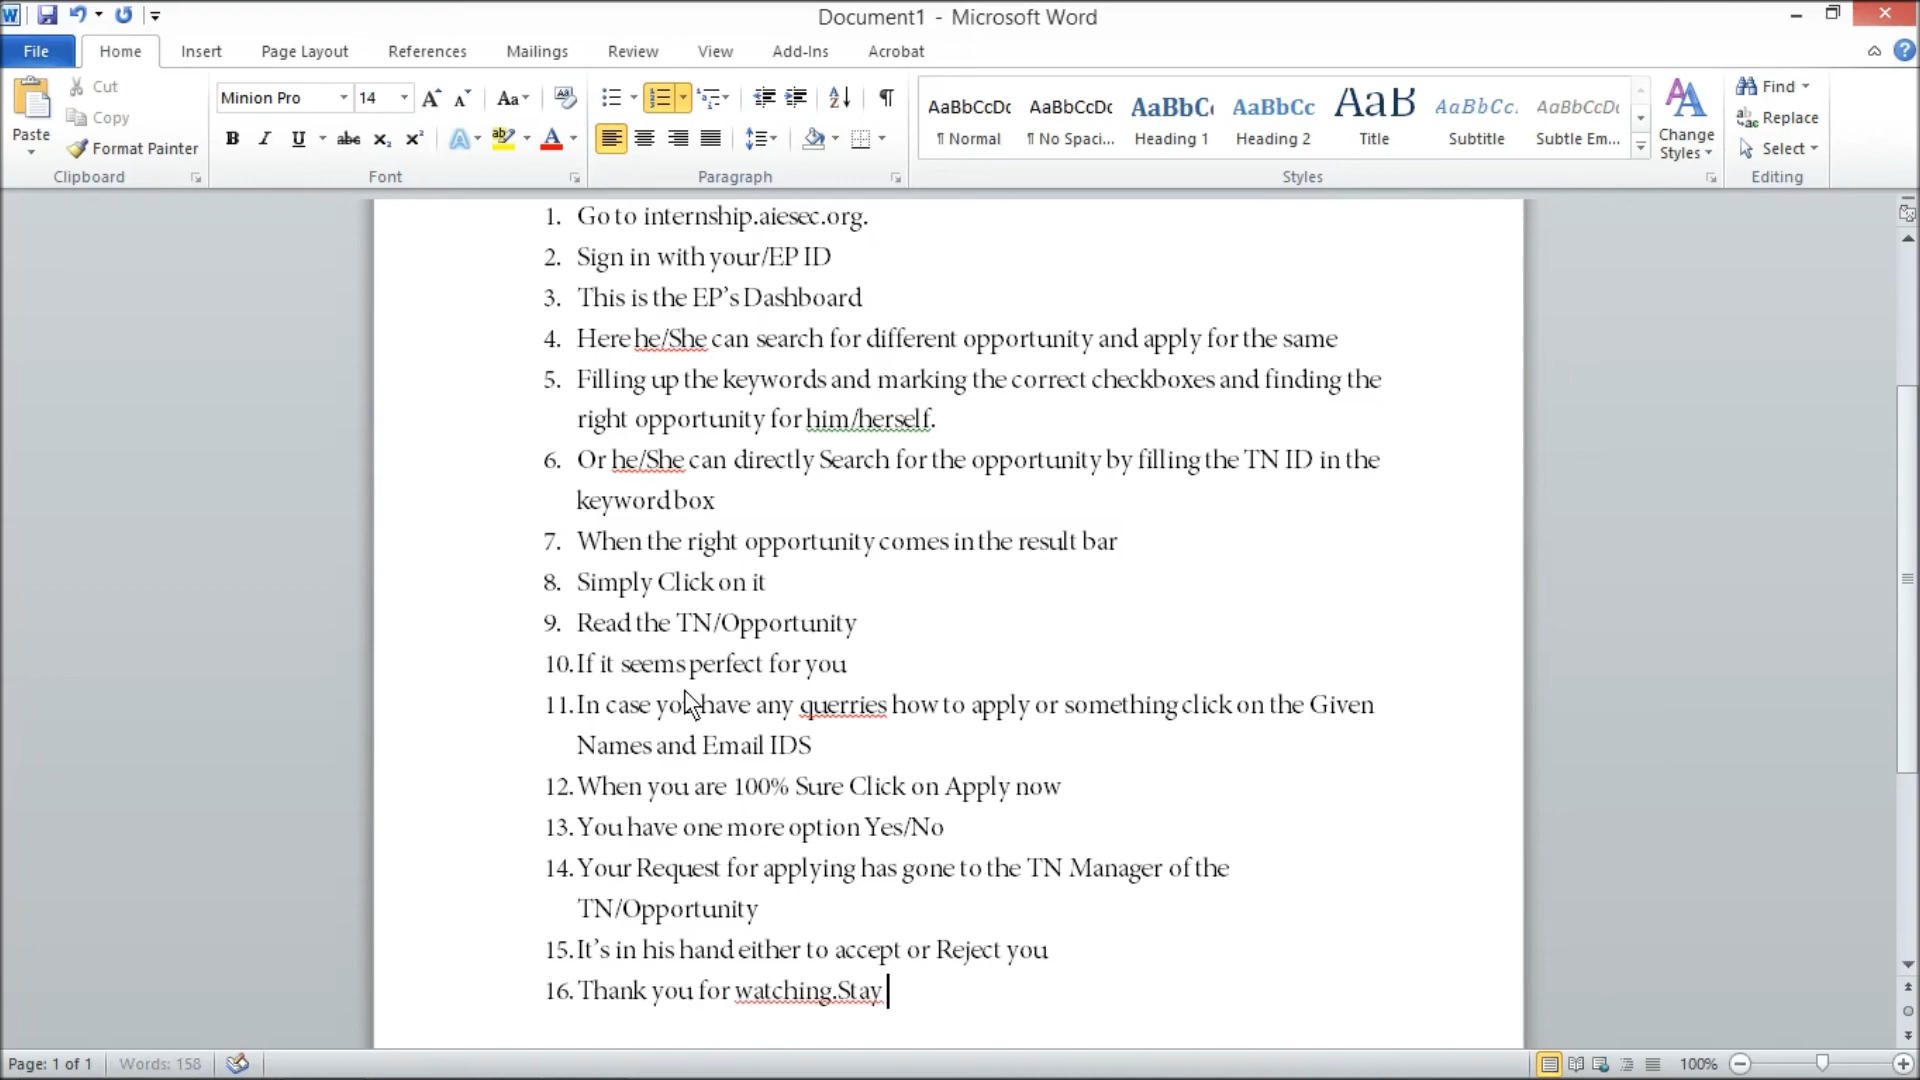 Document1 - Microsoft Word
File Home Insert Page Layout References Mailings Review View Add-Ins Acrobat
Paste
Cut
Copy
Format Painter
Clipboard
Minion Pro 14
Font
Paragraph
AaBbCcDc AaBbCcDc AaBbC AaBbCc AaB AaBbCc. AaBbCcDc
¶ Normal ¶ No Spaci... Heading 1 Heading 2 Title Subtitle Subtle Em...
Change Styles
Styles
Find
Replace
Select
Editing
1. Go to internship.aiesec.org.
2. Sign in with your/EP ID
3. This is the EP's Dashboard
4. Here he/She can search for different opportunity and apply for the same
5. Filling up the keywords and marking the correct checkboxes and finding the
right opportunity for him/herself.
6. Or he/She can directly Search for the opportunity by filling the TN ID in the
keyword box
7. When the right opportunity comes in the result bar
8. Simply Click on it
9. Read the TN/Opportunity
10. If it seems perfect for you
11. In case you have any querries how to apply or something click on the Given
Names and Email IDS
12. When you are 100% Sure Click on Apply now
13. You have one more option Yes/No
14. Your Request for applying has gone to the TN Manager of the
TN/Opportunity
15. It's in his hand either to accept or Reject you
16. Thank you for watching.Stay
Page: 1 of 1 Words: 158 100%